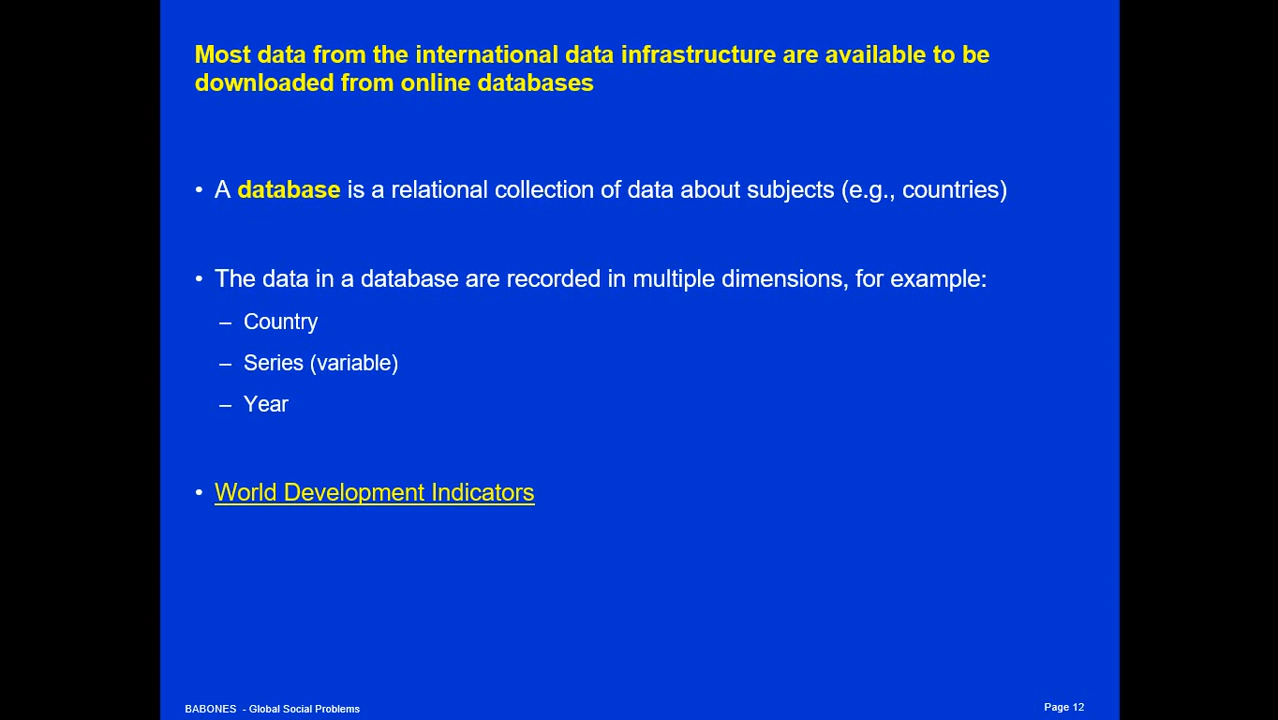 Most data from the international data infrastructure are available to be
downloaded from online databases
• A database is a relational collection of data about subjects (e.g., countries)
• The data in a database are recorded in multiple dimensions, for example:
– Country
– Series (variable)
– Year
• World Development Indicators
BABONES - Global Social Problems
Page 12